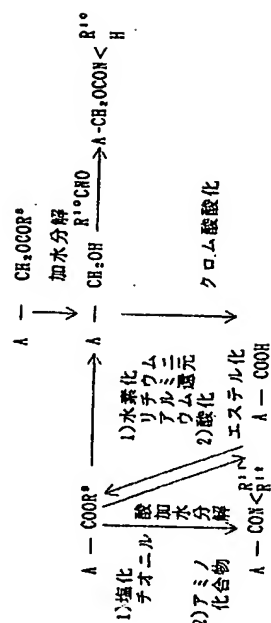 A — CH₂OCOR⁸
加水分解
R¹⁰CNO
A — COOR⁸
A — CH₂OH
A-CH₂OCON<
R¹⁰
H
1)塩化
チオニル
2)アミノ
化合物
酸加水分解
1)水素化
リチウム
アルミニ
ウム還元
2)酸化
エステル化
クロム酸酸化
A — CON<
A — COOH